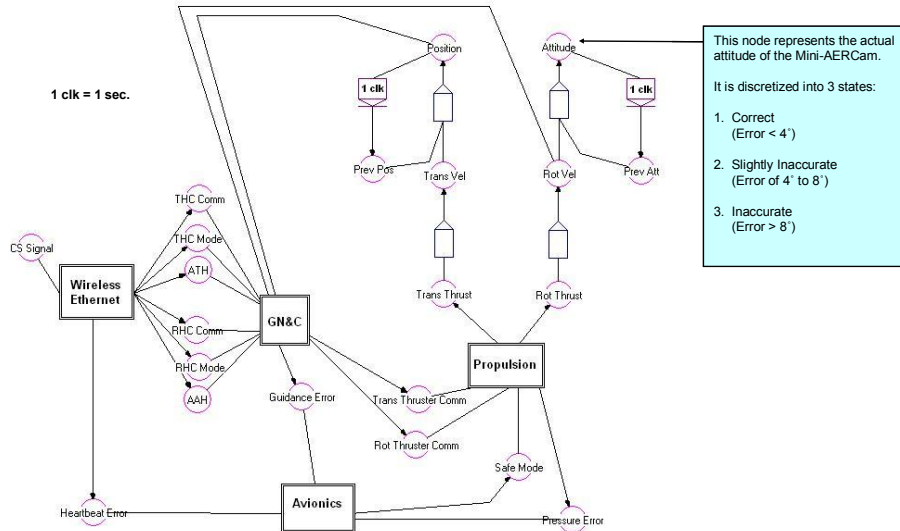 Position
Attitude
This node represents the actual
attitude of the Mini-AERCam.
It is discretized into 3 states:
1. Correct
(Error < 4˚)
2. Slightly Inaccurate
(Error of 4˚ to 8˚)
3. Inaccurate
(Error > 8˚)
1 clk = 1 sec.
1 clk
1 clk
Prev Pos
Trans Vel
Rot Vel
Prev Att
THC Comm
THC Mode
CS Signal
ATH
Wireless
Ethernet
GN&C
Trans Thrust
Rot Thrust
RHC Comm
RHC Mode
AAH
Propulsion
Guidance Error
Trans Thruster Comm
Rot Thruster Comm
Safe Mode
Avionics
Heartbeat Error
Pressure Error